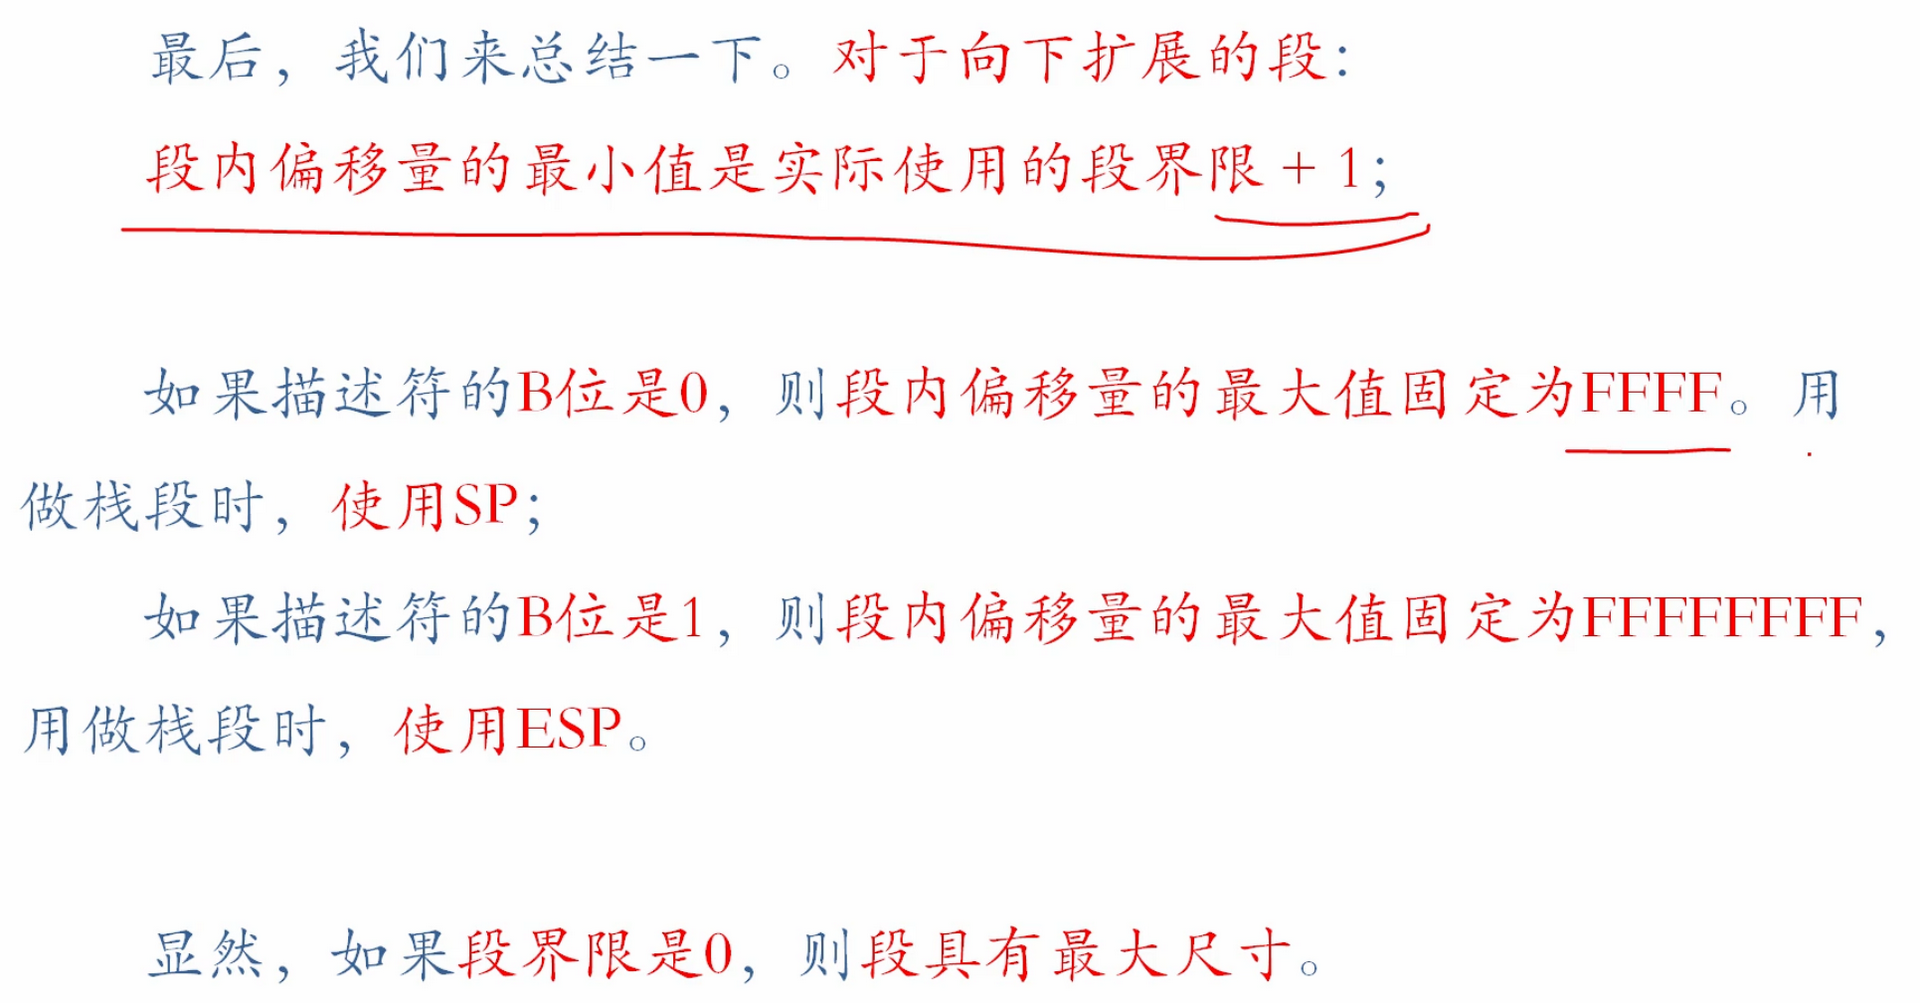 最后，我们来总结一下。对于向下扩展的段：
段内偏移量的最小值是实际使用的段界限 + 1；
如果描述符的B位是0，则段内偏移量的最大值固定为FFFF。用
做栈段时，使用SP；
如果描述符的B位是1，则段内偏移量的最大值固定为FFFFFFFF，
用做栈段时，使用ESP。
显然，如果段界限是0，则段具有最大尺寸。